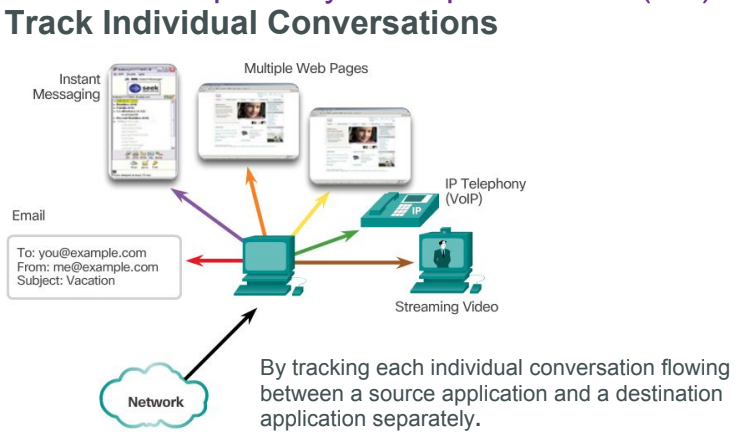 Track Individual Conversations
Instant
Messaging
Multiple Web Pages
seek
IP Telephony
(VoIP)
IP
Email
To: you@example.com
From: me@example.com
Subject: Vacation
Streaming Video
Network
By tracking each individual conversation flowing
between a source application and a destination
application separately.